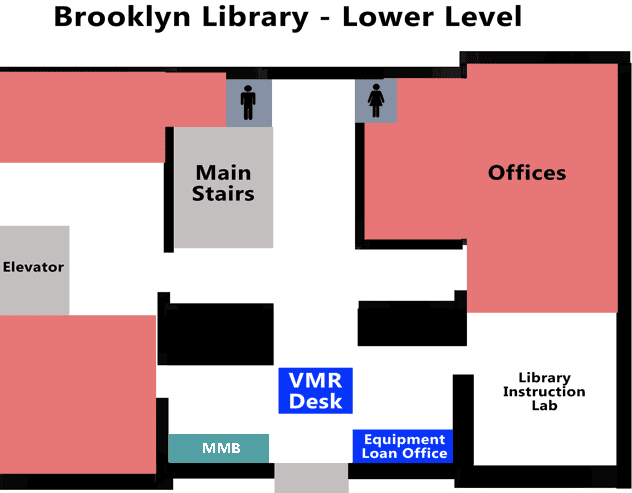 Brooklyn Library - Lower Level
Main
Stairs
Offices
Elevator
VMR
Desk
Library
Instruction
Lab
MMB
Equipment
Loan Office